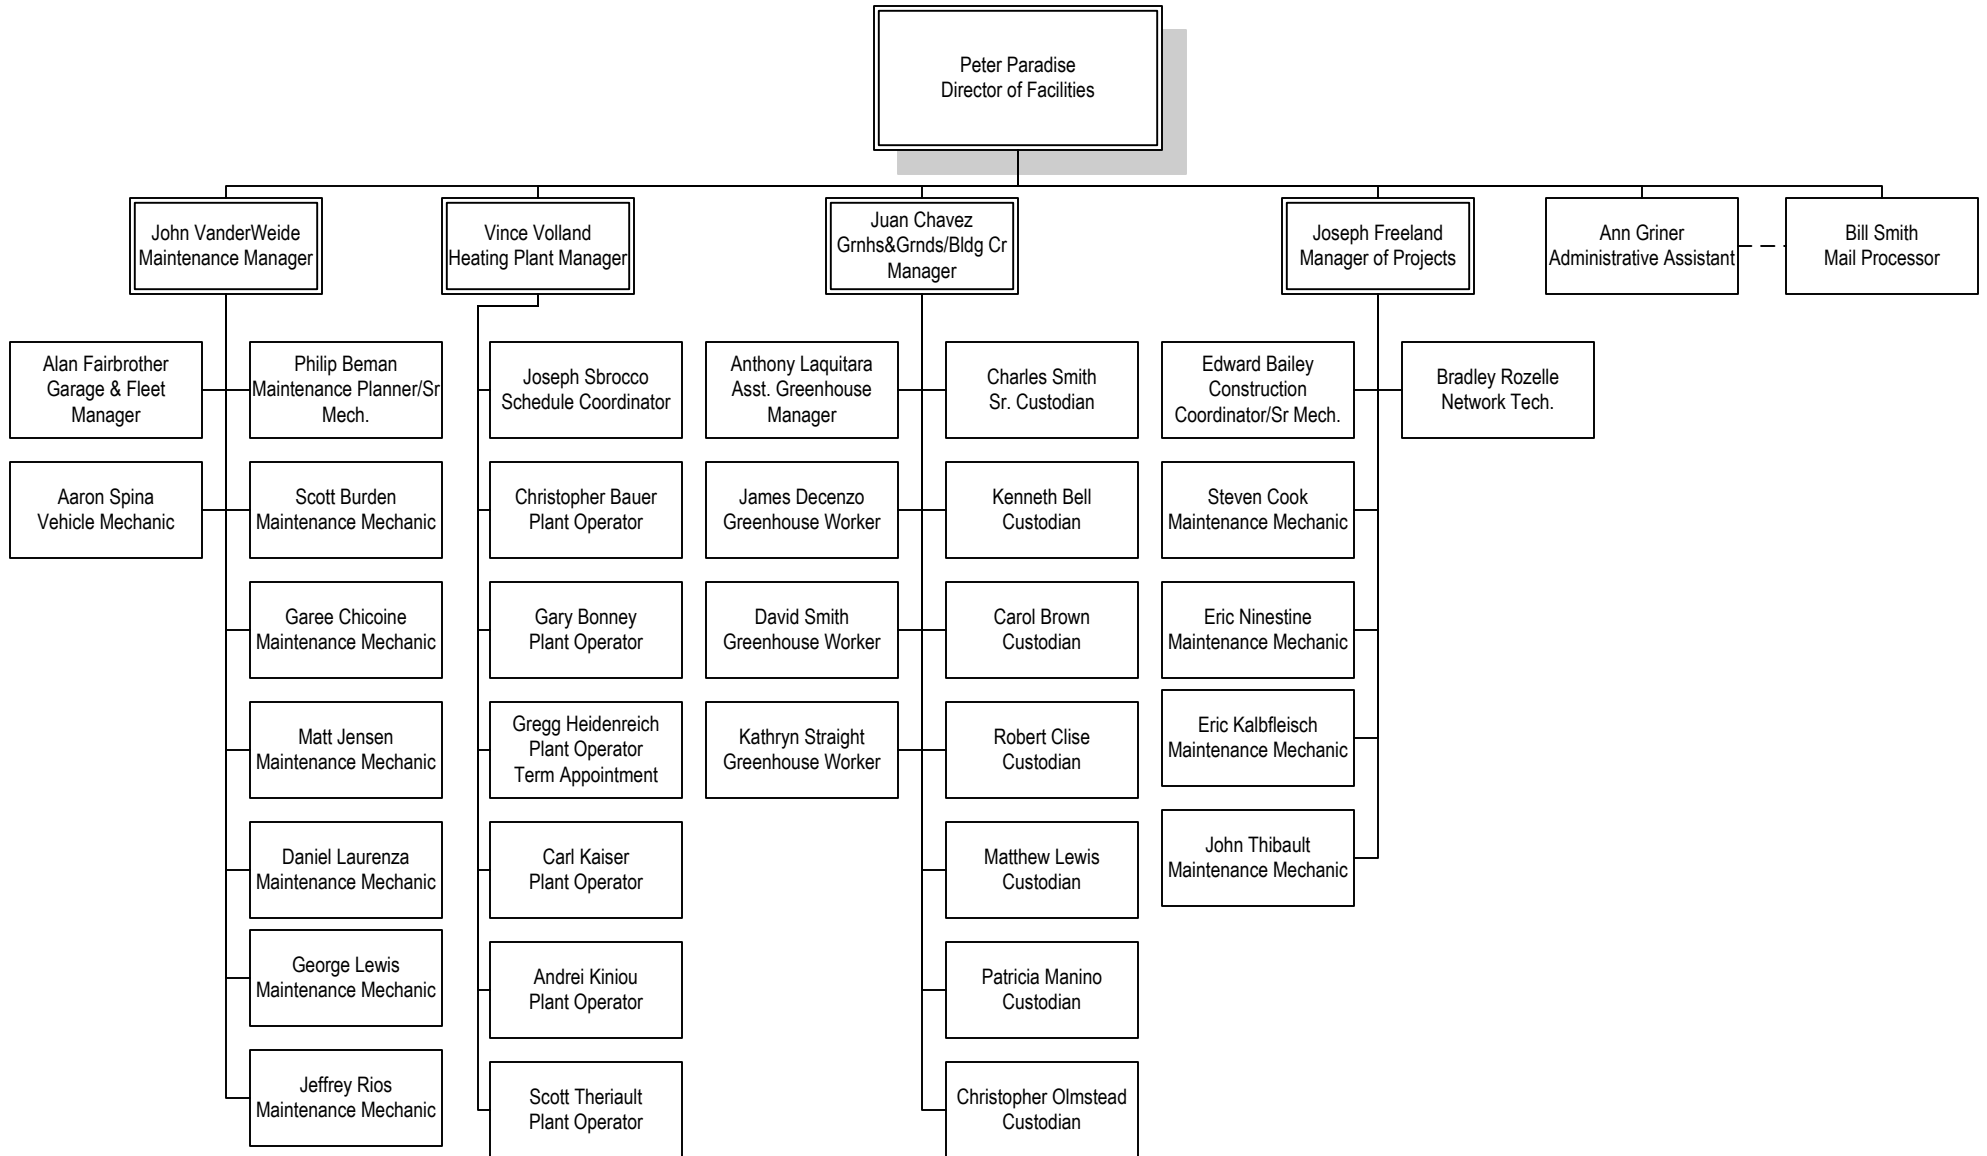 Peter Paradise
Director of Facilities
John VanderWeide
Maintenance Manager
Vince Volland
Heating Plant Manager
Juan Chavez
Grnhs&Grnds/Bldg Cr
Manager
Joseph Freeland
Manager of Projects
Ann Griner
Administrative Assistant
Bill Smith
Mail Processor
Alan Fairbrother
Garage & Fleet
Manager
Philip Beman
Maintenance Planner/Sr
Mech.
Joseph Sbrocco
Schedule Coordinator
Anthony Laquitara
Asst. Greenhouse
Manager
Charles Smith
Sr. Custodian
Edward Bailey
Construction
Coordinator/Sr Mech.
Bradley Rozelle
Network Tech.
Aaron Spina
Vehicle Mechanic
Scott Burden
Maintenance Mechanic
Christopher Bauer
Plant Operator
James Decenzo
Greenhouse Worker
Kenneth Bell
Custodian
Steven Cook
Maintenance Mechanic
Garee Chicoine
Maintenance Mechanic
Gary Bonney
Plant Operator
David Smith
Greenhouse Worker
Carol Brown
Custodian
Eric Ninestine
Maintenance Mechanic
Matt Jensen
Maintenance Mechanic
Gregg Heidenreich
Plant Operator
Term Appointment
Kathryn Straight
Greenhouse Worker
Robert Clise
Custodian
Eric Kalbfleisch
Maintenance Mechanic
Daniel Laurenza
Maintenance Mechanic
Carl Kaiser
Plant Operator
Matthew Lewis
Custodian
John Thibault
Maintenance Mechanic
George Lewis
Maintenance Mechanic
Andrei Kiniou
Plant Operator
Patricia Manino
Custodian
Jeffrey Rios
Maintenance Mechanic
Scott Theriault
Plant Operator
Christopher Olmstead
Custodian